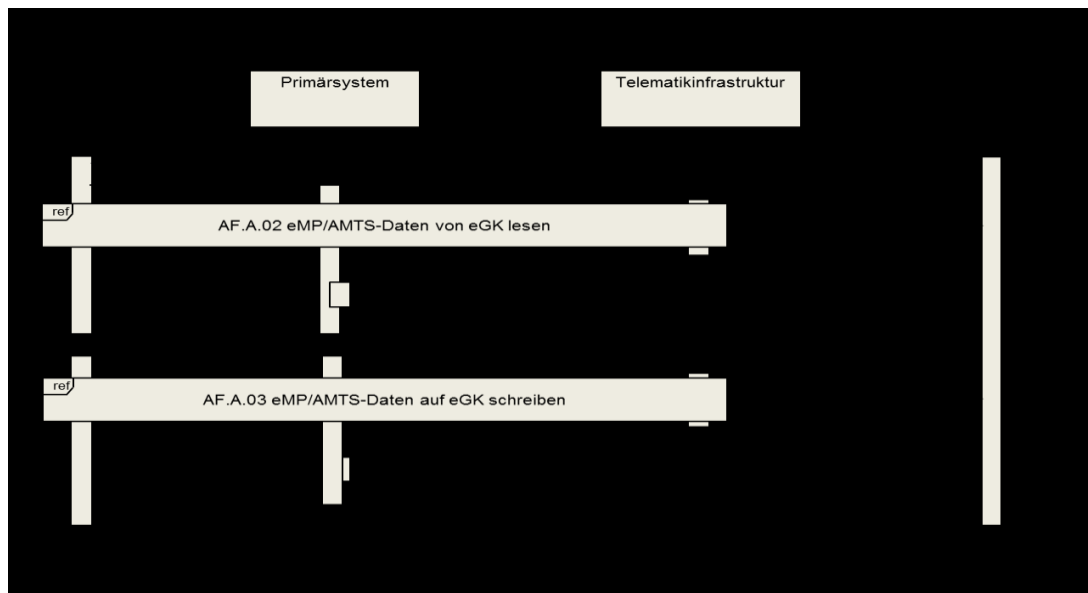 Primärsystem
Telematikinfrastruktur
ref
AF.A.02 eMP/AMTS-Daten von eGK lesen
ref
AF.A.03 eMP/AMTS-Daten auf eGK schreiben